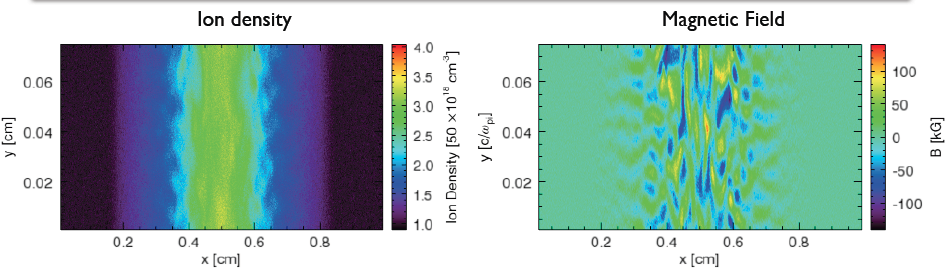 Ion density
Magnetic Field
y [cm]
0.06
0.04
0.02
0.2 0.4 0.6 0.8
x [cm]
4.0
3.5
3.0
2.5
2.0
1.5
1.0
Ion Density [50 ×10¹⁸ cm⁻³]
y [c/ωpi]
0.06
0.04
0.02
0.2 0.4 0.6 0.8
x [cm]
100
50
0
-50
-100
B [kG]